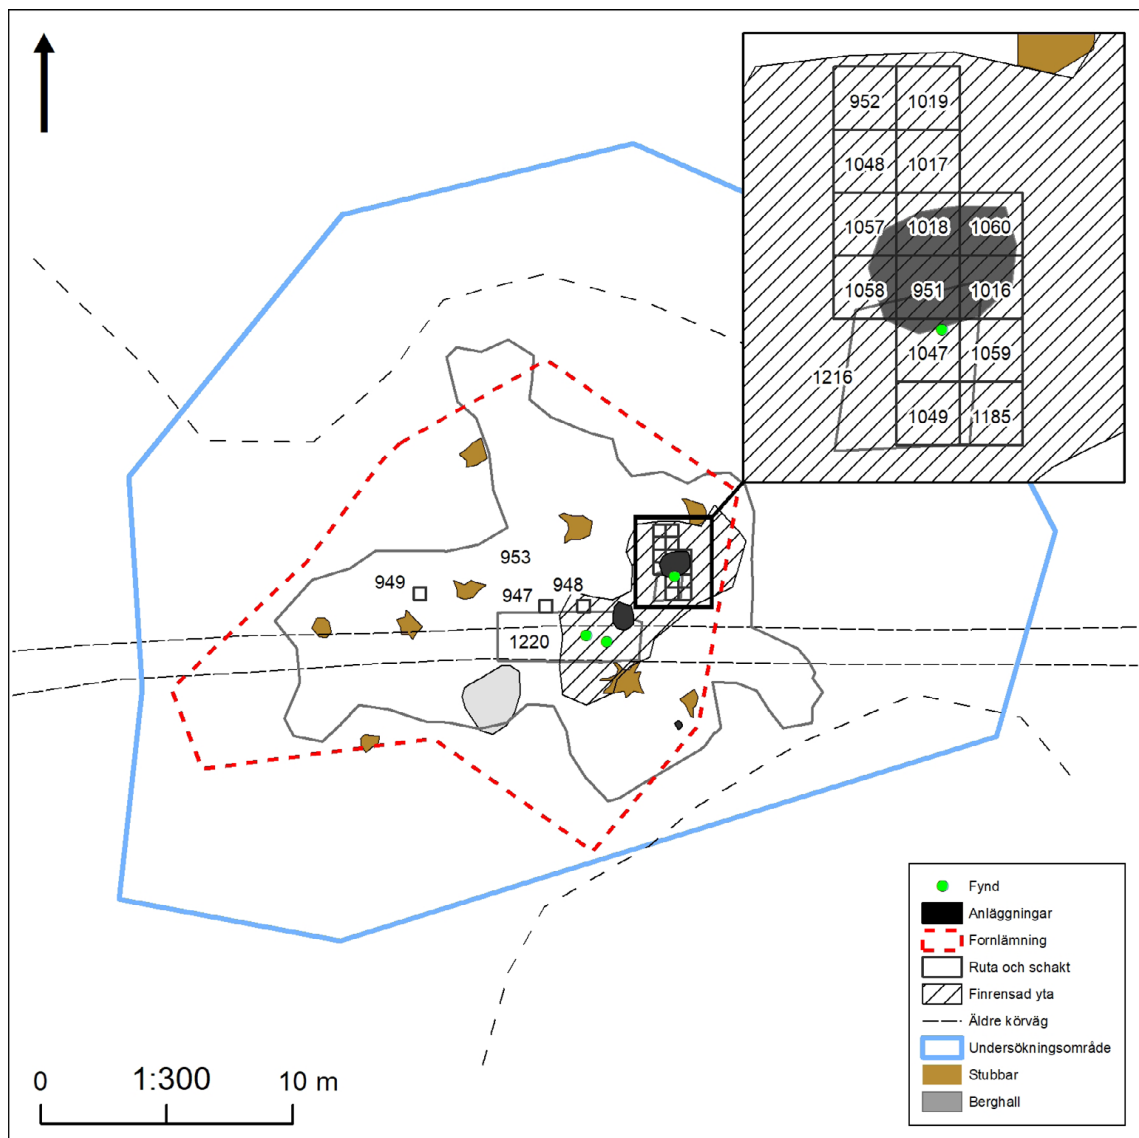 952 1019
1048 1017
1057 1018 1060
1058 951 1016
1047 1059
1216
1049 1185
953
949
947 948
1220
Fynd
Anläggningar
Fornlämning
Ruta och schakt
Finrensad yta
Äldre körväg
Undersökningsområde
Stubbar
Berghall
0 1:300 10 m